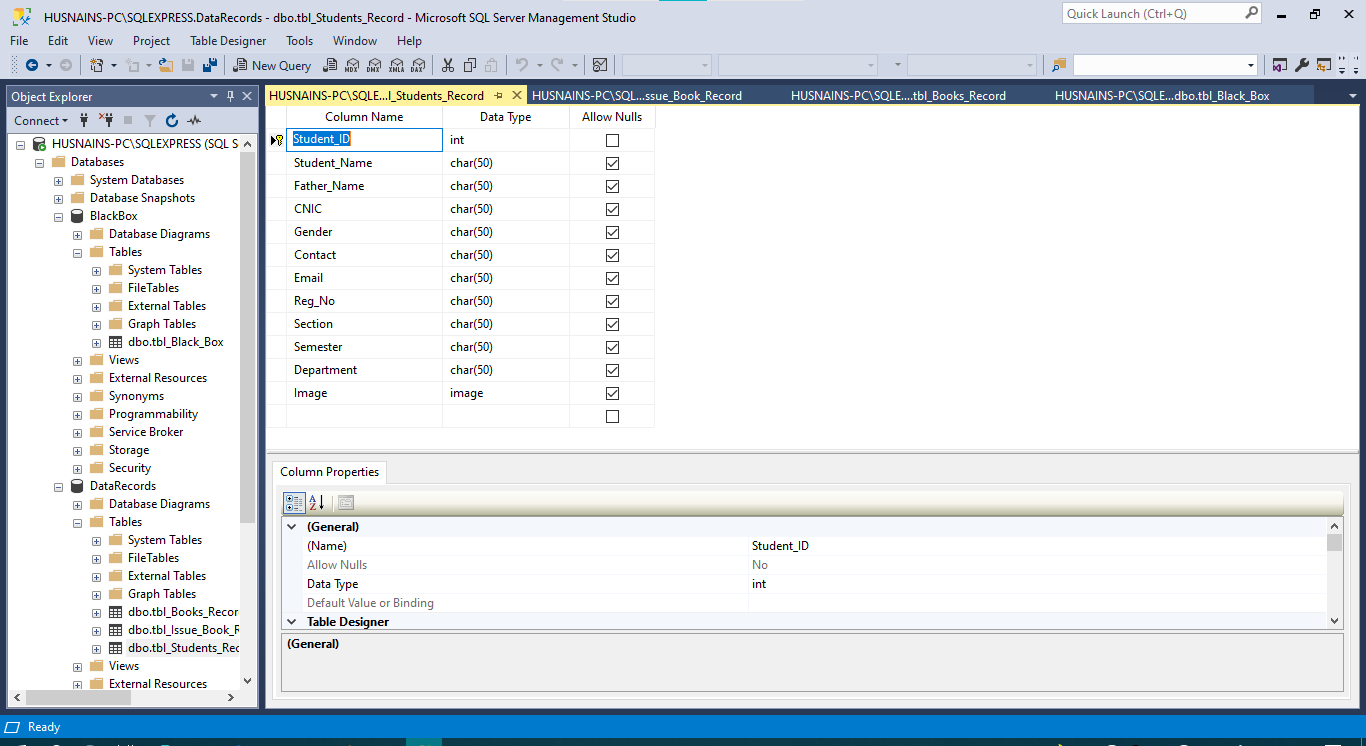 HUSNAINS-PC\SQLEXPRESS.DataRecords - dbo.tbl_Students_Record - Microsoft SQL Server Management Studio
Quick Launch (Ctrl+Q)
File Edit View Project Table Designer Tools Window Help
New Query MDX DMX XMLA DAX
Object Explorer
Connect
HUSNAINS-PC\SQLEXPRESS (SQL S
Databases
System Databases
Database Snapshots
BlackBox
Database Diagrams
Tables
System Tables
FileTables
External Tables
Graph Tables
dbo.tbl_Black_Box
Views
External Resources
Synonyms
Programmability
Service Broker
Storage
Security
DataRecords
Database Diagrams
Tables
System Tables
FileTables
External Tables
Graph Tables
dbo.tbl_Books_Recor
dbo.tbl_Issue_Book_R
dbo.tbl_Students_Rec
Views
External Resources
HUSNAINS-PC\SQLE...l_Students_Record HUSNAINS-PC\SQL...ssue_Book_Record HUSNAINS-PC\SQLE....tbl_Books_Record HUSNAINS-PC\SQLE...dbo.tbl_Black_Box
Column Name Data Type Allow Nulls
Student_ID int
Student_Name char(50)
Father_Name char(50)
CNIC char(50)
Gender char(50)
Contact char(50)
Email char(50)
Reg_No char(50)
Section char(50)
Semester char(50)
Department char(50)
Image image
Column Properties
(General)
(Name) Student_ID
Allow Nulls No
Data Type int
Default Value or Binding
Table Designer
(General)
Ready